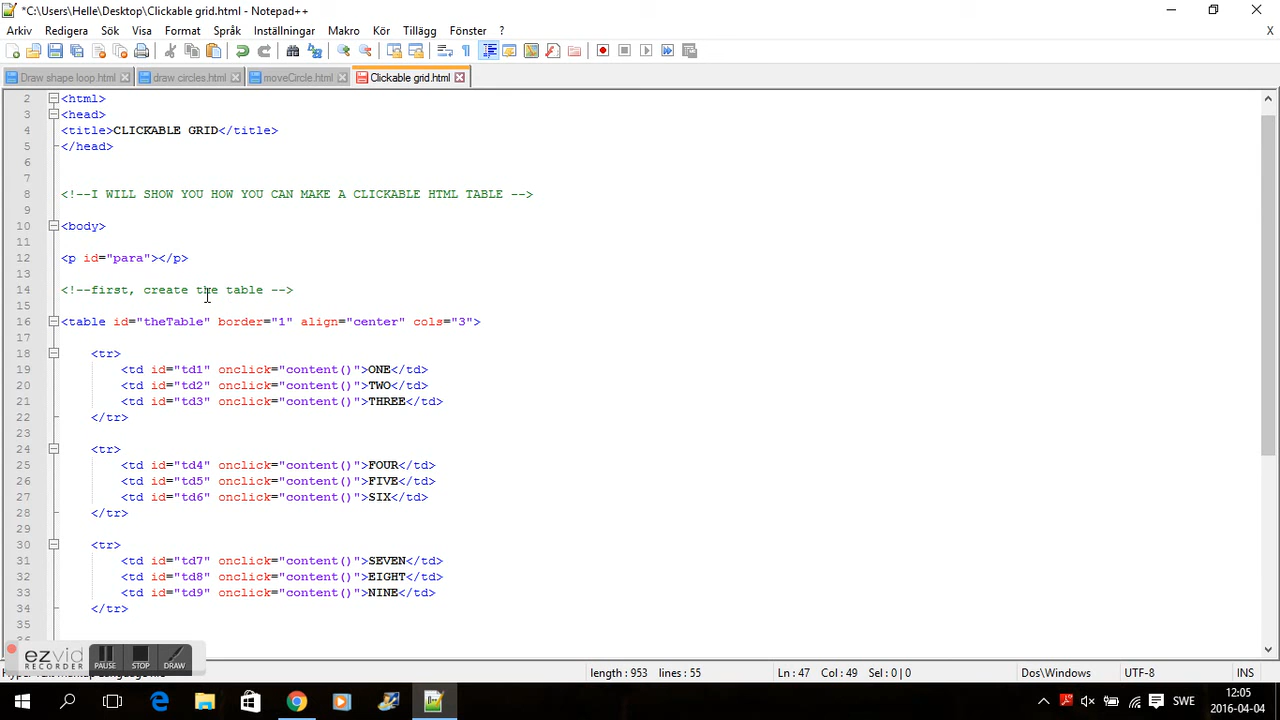 *C:\Users\Helle\Desktop\Clickable grid.html - Notepad++
Arkiv Redigera Sök Visa Format Språk Inställningar Makro Kör Tillägg Fönster ? X
Draw shape loop.html draw circles.html moveCircle.html Clickable grid.html
2 <html>
3 <head>
4 <title>CLICKABLE GRID</title>
5 </head>
6
7
8 <!--I WILL SHOW YOU HOW YOU CAN MAKE A CLICKABLE HTML TABLE -->
9
10 <body>
11
12 <p id="para"></p>
13
14 <!--first, create the table -->
15
16 <table id="theTable" border="1" align="center" cols="3">
17
18 <tr>
19 <td id="td1" onclick="content()">ONE</td>
20 <td id="td2" onclick="content()">TWO</td>
21 <td id="td3" onclick="content()">THREE</td>
22 </tr>
23
24 <tr>
25 <td id="td4" onclick="content()">FOUR</td>
26 <td id="td5" onclick="content()">FIVE</td>
27 <td id="td6" onclick="content()">SIX</td>
28 </tr>
29
30 <tr>
31 <td id="td7" onclick="content()">SEVEN</td>
32 <td id="td8" onclick="content()">EIGHT</td>
33 <td id="td9" onclick="content()">NINE</td>
34 </tr>
35
ezvid
RECORDER PAUSE STOP DRAW
length : 953 lines : 55 Ln : 47 Col : 49 Sel : 0 | 0 Dos\Windows UTF-8 INS
SWE 12:05
2016-04-04